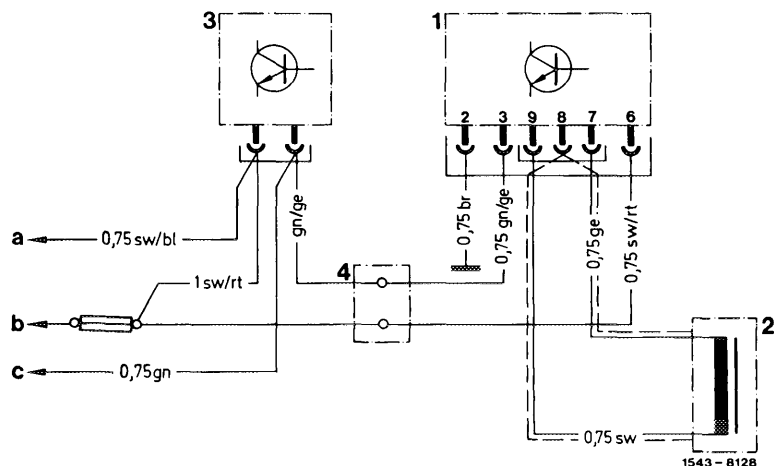 3
1
2 3 9 8 7 6
gn/ge
0,75 br
0,75 gn/ge
0,75 ge
0,75 sw/rt
a
0,75 sw/bl
1 sw/rt
4
b
2
c
0,75 gn
0,75 sw
1543 – 8128